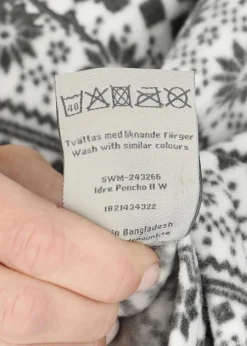 40
Tvättas med liknande färger
Wash with similar colours
SWM-243266
Idre Poncho II W
1821434322
in Bangladesh